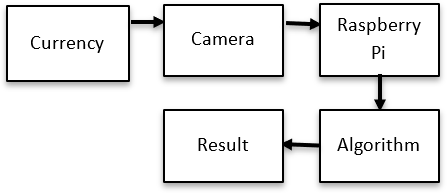 Currency
Camera
Raspberry
Pi
Algorithm
Result